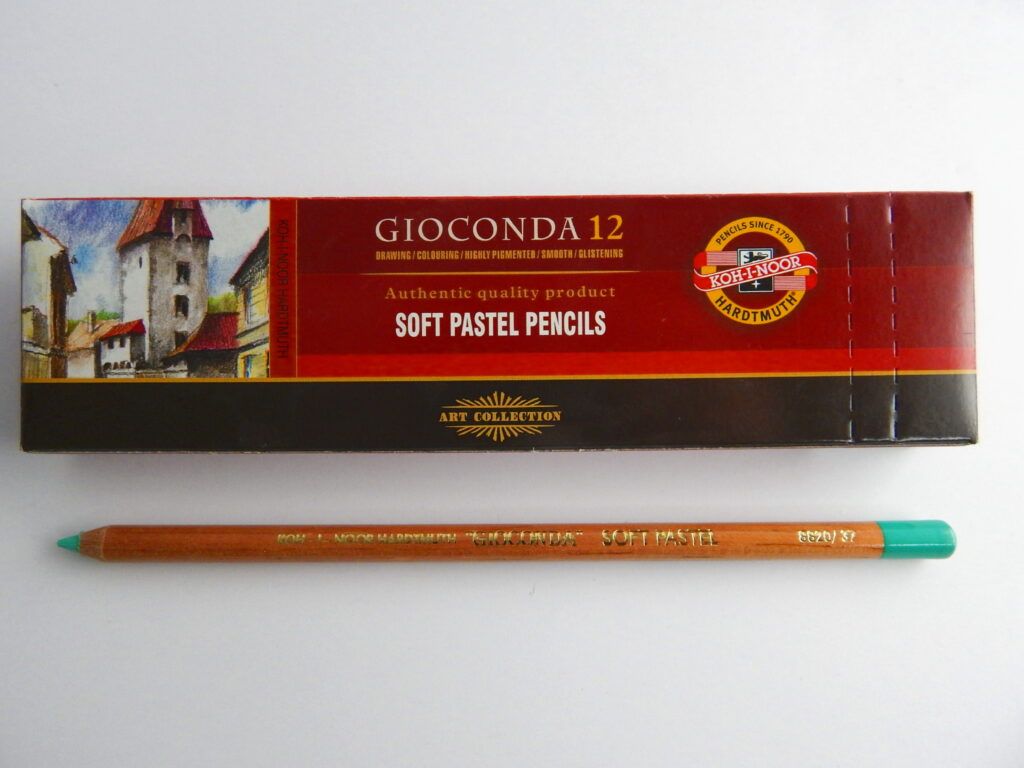 KOH-I-NOOR HARDTMUTH
GIOCONDA 12
DRAWING / COLOURING / HIGHLY PIGMENTED / SMOOTH / GLISTENING
Authentic quality product
SOFT PASTEL PENCILS
PENCILS SINCE 1790
KOH-I-NOOR
HARDTMUTH®
ART COLLECTION
KOH - I - NOOR HARDTMUTH "GIOCONDA" SOFT PASTEL 8820/37